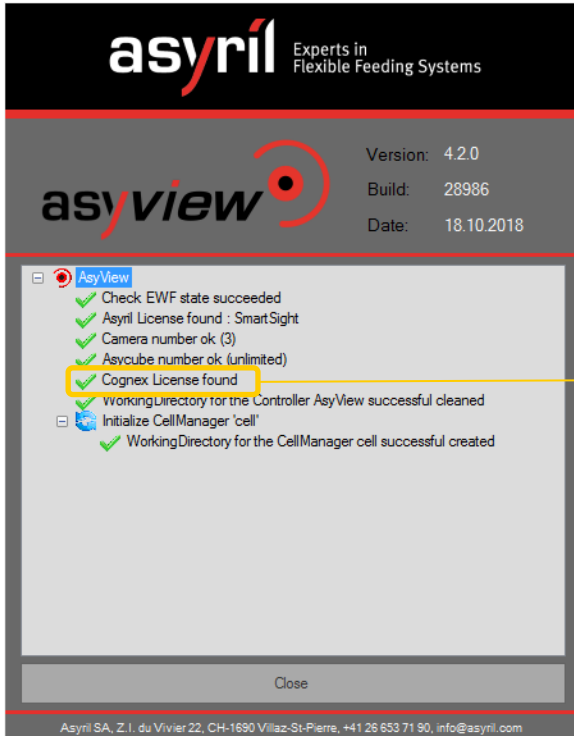 asyril Experts in
Flexible Feeding Systems
asyview
Version: 4.2.0
Build: 28986
Date: 18.10.2018
AsyView
Check EWF state succeeded
Asyril License found : SmartSight
Camera number ok (3)
Asycube number ok (unlimited)
Cognex License found
WorkingDirectory for the Controller AsyView successful cleaned
Initialize CellManager 'cell'
WorkingDirectory for the CellManager cell successful created
Close
Asyril SA, Z.I. du Vivier 22, CH-1690 Villaz-St-Pierre, +41 26 653 71 90, info@asyril.com